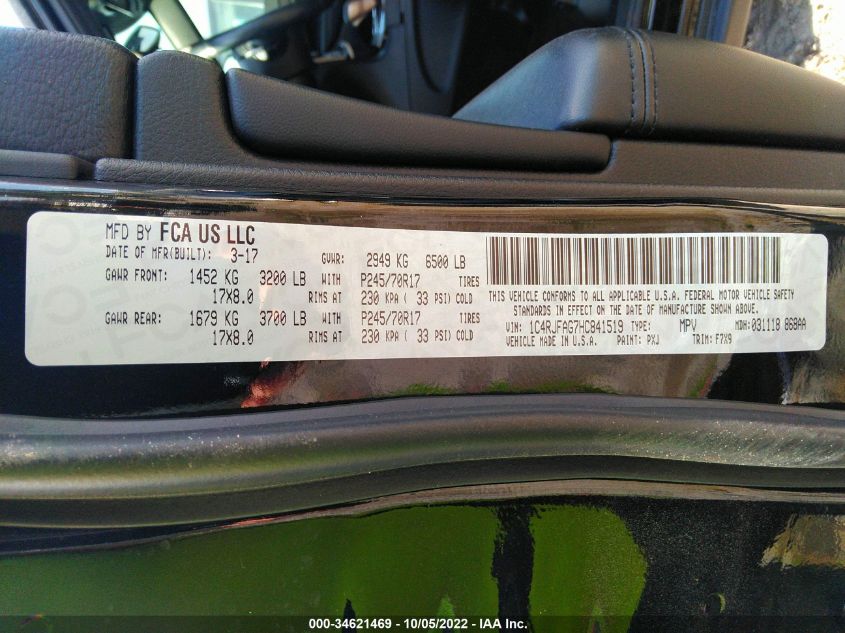 MFD BY FCA US LLC
DATE OF MFR(BUILT): 3-17 GVWR: 2949 KG 6500 LB
GAWR FRONT: 1452 KG 3200 LB WITH P245/70R17 TIRES
17X8.0 RIMS AT 230 KPA ( 33 PSI) COLD
GAWR REAR: 1679 KG 3700 LB WITH P245/70R17 TIRES
17X8.0 RIMS AT 230 KPA ( 33 PSI) COLD
THIS VEHICLE CONFORMS TO ALL APPLICABLE U.S.A. FEDERAL MOTOR VEHICLE SAFETY
STANDARDS IN EFFECT ON THE DATE OF MANUFACTURE SHOWN ABOVE.
VIN: 1C4RJFAG7HC841519 TYPE: MPV MDH: 031118 868AA
VEHICLE MADE IN U.S.A. PAINT: PXJ TRIM: F7X9
000-34621469 - 10/05/2022 - IAA Inc.